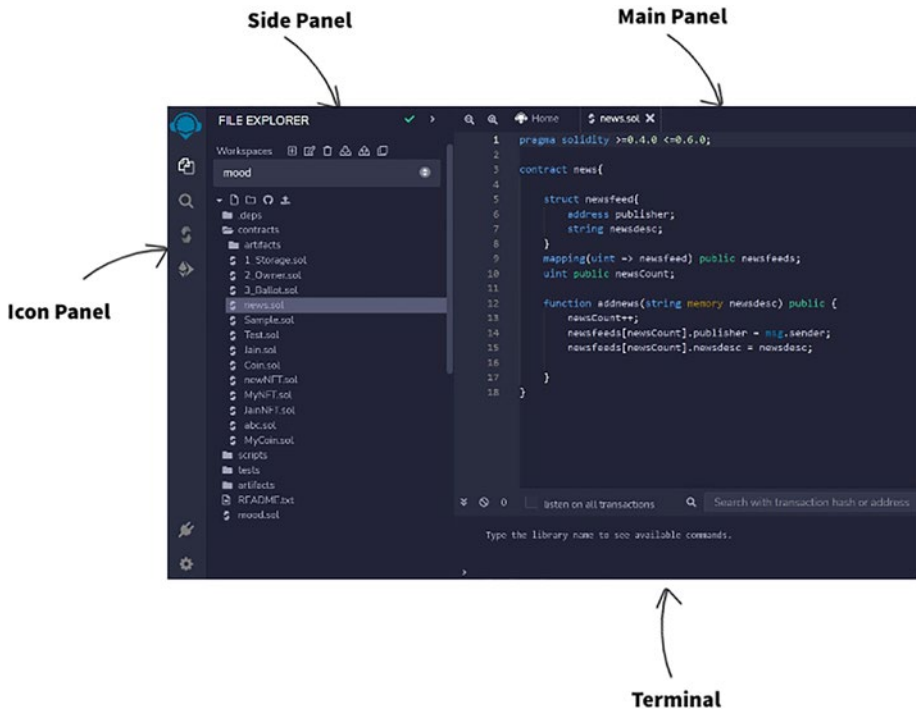 Side Panel
Main Panel
Icon Panel
FILE EXPLORER
Workspaces
mood
.deps
contracts
artifacts
1_Storage.sol
2_Owner.sol
3_Ballot.sol
news.sol
Sample.sol
Test.sol
Jain.sol
Coin.sol
newNFT.sol
MyNFT.sol
JainNFT.sol
abc.sol
MyCoin.sol
scripts
tests
artifacts
README.txt
mood.sol
Home
news.sol
1 pragma solidity >=0.4.0 <=0.6.0;
2
3 contract news{
4
5 struct newsfeed{
6 address publisher;
7 string newsdesc;
8 }
9 mapping(uint => newsfeed) public newsfeeds;
10 uint public newsCount;
11
12 function addnews(string memory newsdesc) public {
13 newsCount++;
14 newsfeeds[newsCount].publisher = msg.sender;
15 newsfeeds[newsCount].newsdesc = newsdesc;
16
17 }
18 }
0 listen on all transactions Search with transaction hash or address
Type the library name to see available commands.
>
Terminal